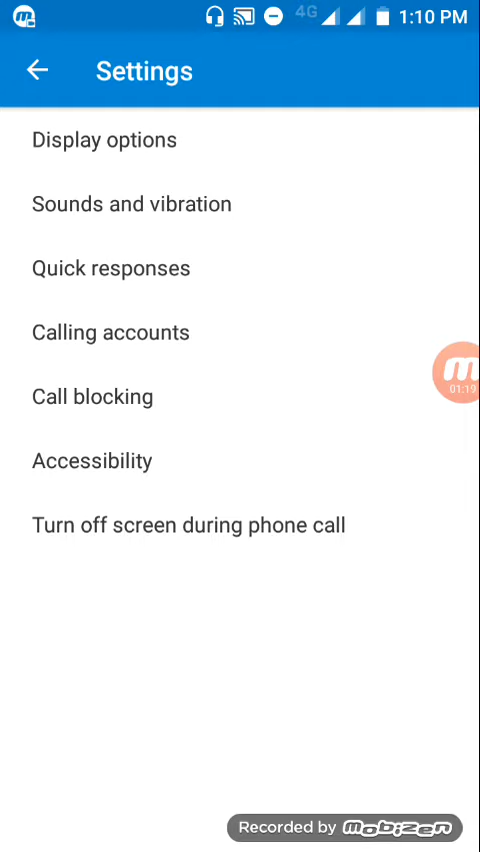 4G 1:10 PM
Settings
Display options
Sounds and vibration
Quick responses
Calling accounts
Call blocking
01:19
Accessibility
Turn off screen during phone call
Recorded by mobizen